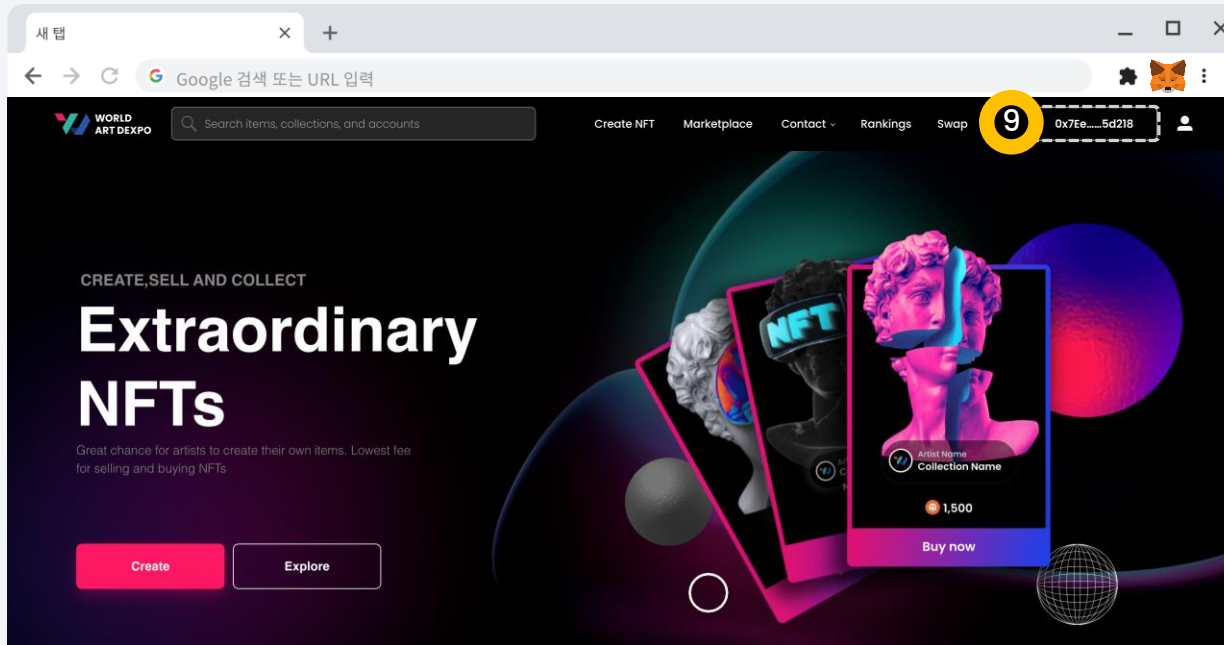 새 탭
Google 검색 또는 URL 입력
WORLD
ART DEXPO
Search items, collections, and accounts
Create NFT
Marketplace
Contact
Rankings
Swap
9
0x7Ee......5d218
CREATE,SELL AND COLLECT
Extraordinary
NFTs
Great chance for artists to create their own items. Lowest fee
for selling and buying NFTs
Create
Explore
NFT
Artist Name
Collection Name
1,500
Buy now